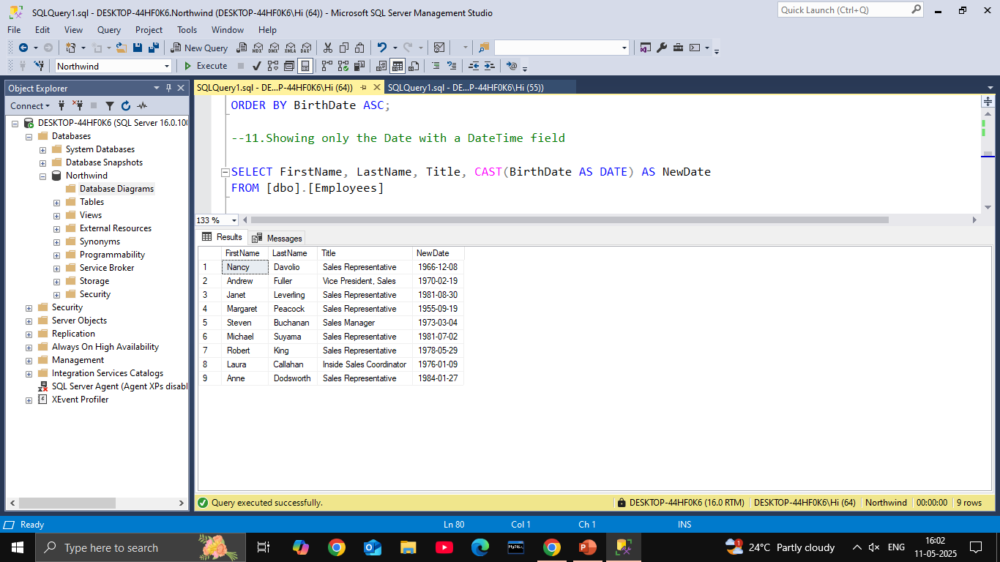 SQLQuery1.sql - DESKTOP-44HF0K6.Northwind (DESKTOP-44HF0K6\Hi (64)) - Microsoft SQL Server Management Studio
Quick Launch (Ctrl+Q)
File Edit View Query Project Tools Window Help
New Query MDX DMX XMLA DAX
Northwind Execute
Object Explorer
Connect
DESKTOP-44HF0K6 (SQL Server 16.0.100
Databases
System Databases
Database Snapshots
Northwind
Database Diagrams
Tables
Views
External Resources
Synonyms
Programmability
Service Broker
Storage
Security
Security
Server Objects
Replication
Always On High Availability
Management
Integration Services Catalogs
SQL Server Agent (Agent XPs disabl
XEvent Profiler
SQLQuery1.sql - DE...P-44HF0K6\Hi (64)) SQLQuery1.sql - DE...P-44HF0K6\Hi (55))
ORDER BY BirthDate ASC;
--11.Showing only the Date with a DateTime field
SELECT FirstName, LastName, Title, CAST(BirthDate AS DATE) AS NewDate
FROM [dbo].[Employees]
133 %
Results Messages
FirstName LastName Title NewDate
1 Nancy Davolio Sales Representative 1966-12-08
2 Andrew Fuller Vice President, Sales 1970-02-19
3 Janet Leverling Sales Representative 1981-08-30
4 Margaret Peacock Sales Representative 1955-09-19
5 Steven Buchanan Sales Manager 1973-03-04
6 Michael Suyama Sales Representative 1981-07-02
7 Robert King Sales Representative 1978-05-29
8 Laura Callahan Inside Sales Coordinator 1976-01-09
9 Anne Dodsworth Sales Representative 1984-01-27
Query executed successfully. DESKTOP-44HF0K6 (16.0 RTM) DESKTOP-44HF0K6\Hi (64) Northwind 00:00:00 9 rows
Ready Ln 80 Col 1 Ch 1 INS
Type here to search MySQL 1 24°C Partly cloudy ENG 16:02
11-05-2025